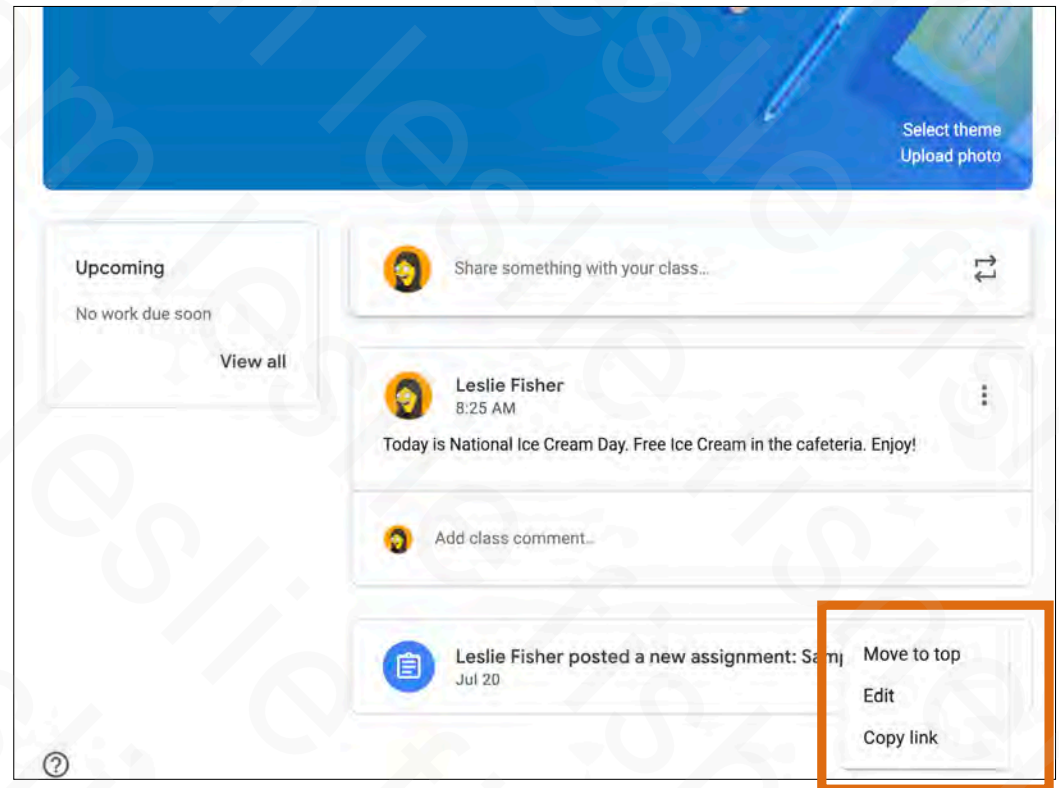 Select theme
Upload photo
Upcoming
No work due soon
View all
Share something with your class...
Leslie Fisher
8:25 AM
Today is National Ice Cream Day. Free Ice Cream in the cafeteria. Enjoy!
Add class comment...
Leslie Fisher posted a new assignment:
Jul 20
Move to top
Edit
Copy link
leslie fisher